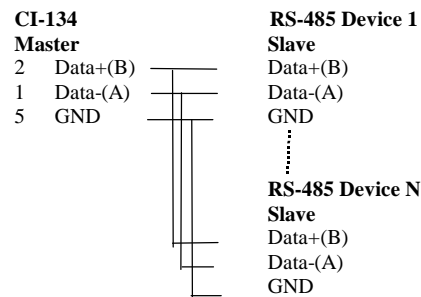 CI-134 RS-485 Device 1
Master Slave
2 Data+(B) Data+(B)
1 Data-(A) Data-(A)
5 GND GND
RS-485 Device N
Slave
Data+(B)
Data-(A)
GND